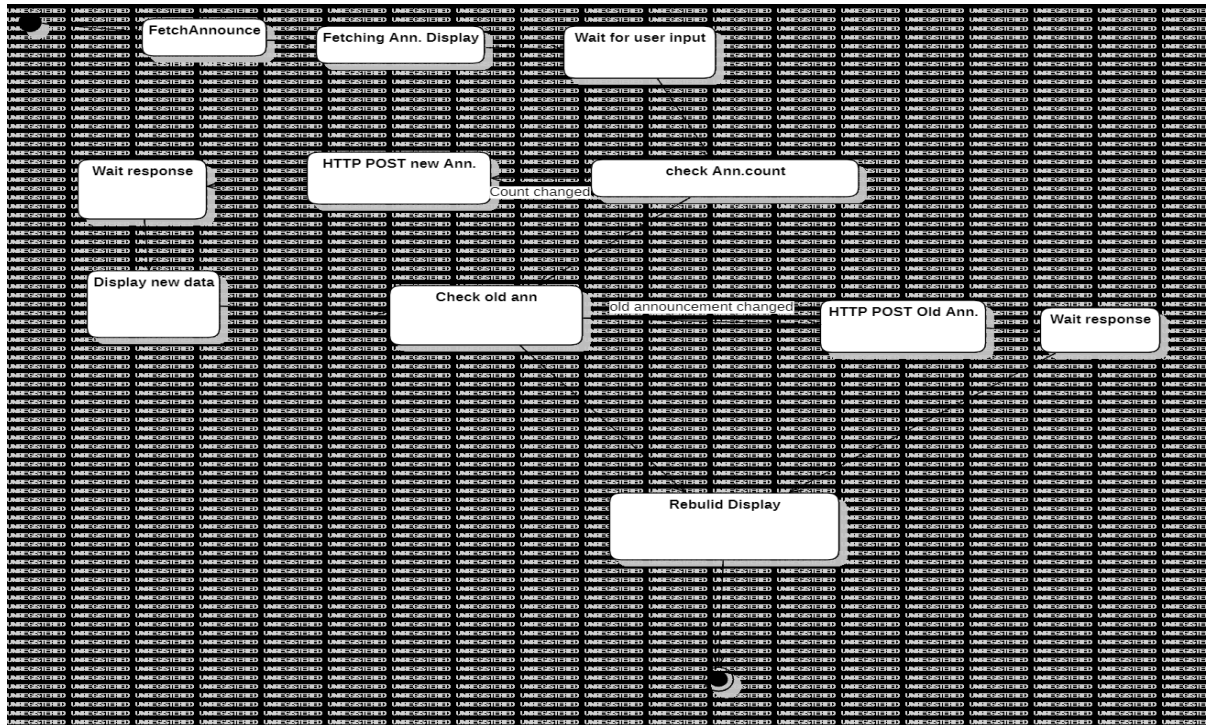 FetchAnnounce
Fetching Ann. Display
Wait for user input
Wait response
HTTP POST new Ann.
check Ann.count
Count changed
Display new data
Check old ann
old announcement changed
HTTP POST Old Ann.
Wait response
Rebulid Display